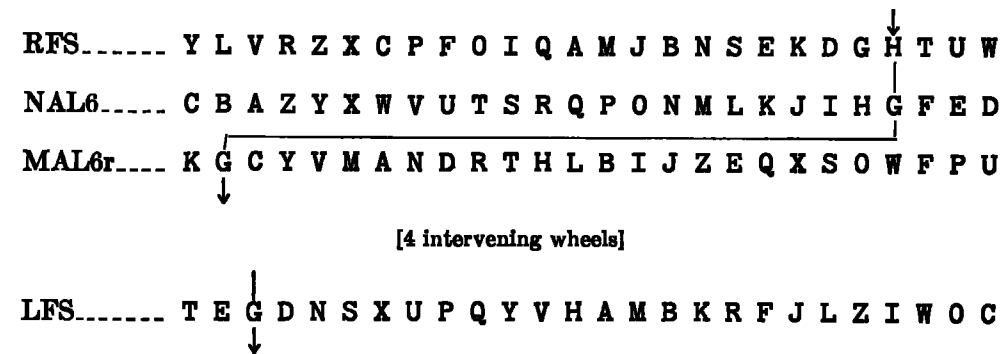 RFS------ Y L V R Z X C P F O I Q A M J B N S E K D G H T U W
NAL6----- C B A Z Y X W V U T S R Q P O N M L K J I H G F E D
MAL6r---- K G C Y V M A N D R T H L B I J Z E Q X S O W F P U
[4 intervening wheels]
LFS------- T E G D N S X U P Q Y V H A M B K R F J L Z I W O C